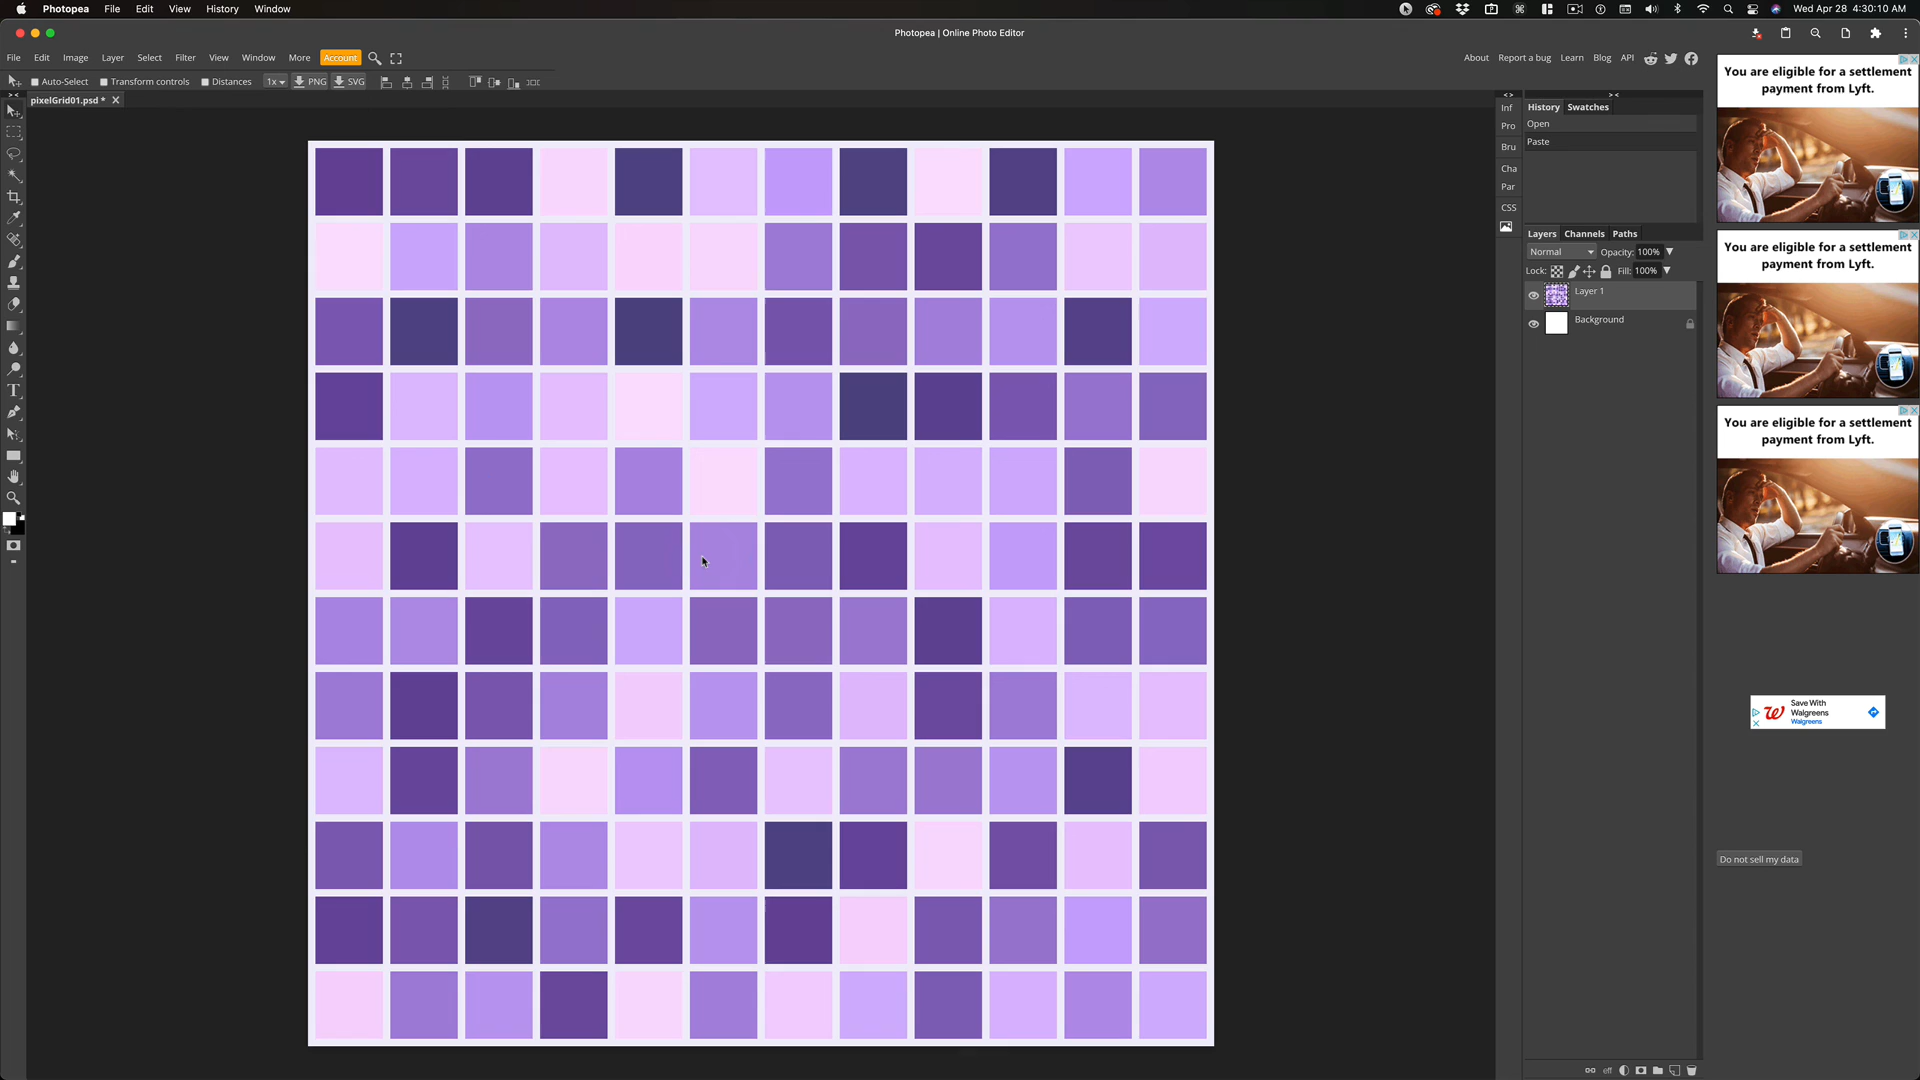 Photopea File Edit View History Window
Wed Apr 28 4:30:10 AM
Photopea | Online Photo Editor
File Edit Image Layer Select Filter View Window More Account
About Report a bug Learn Blog API
Auto-Select Transform controls Distances 1x PNG SVG
pixelGrid01.psd *
Inf
Pro
Bru
Cha
Par
CSS
History Swatches
Open
Paste
Layers Channels Paths
Normal Opacity: 100%
Lock: Fill: 100%
Layer 1
Background
eff
You are eligible for a settlement
payment from Lyft.
You are eligible for a settlement
payment from Lyft.
You are eligible for a settlement
payment from Lyft.
Save With
Walgreens
Walgreens
Do not sell my data